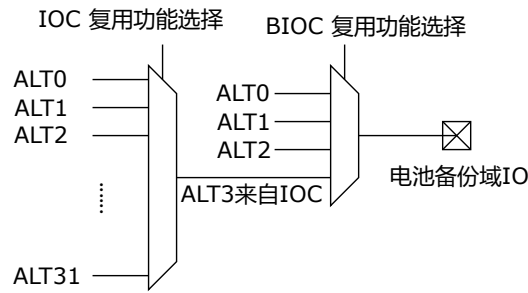 IOC 复用功能选择
BIOC 复用功能选择
ALT0
ALT1
ALT2
......
ALT31
ALT0
ALT1
ALT2
ALT3来自IOC
电池备份域IO